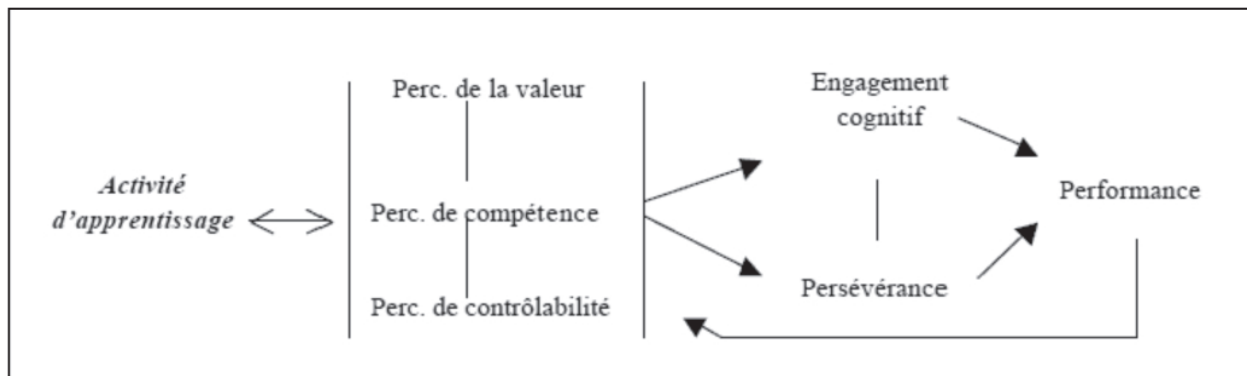 Activité
d'apprentissage
Perc. de la valeur
Perc. de compétence
Perc. de contrôlabilité
Engagement
cognitif
Persévérance
Performance